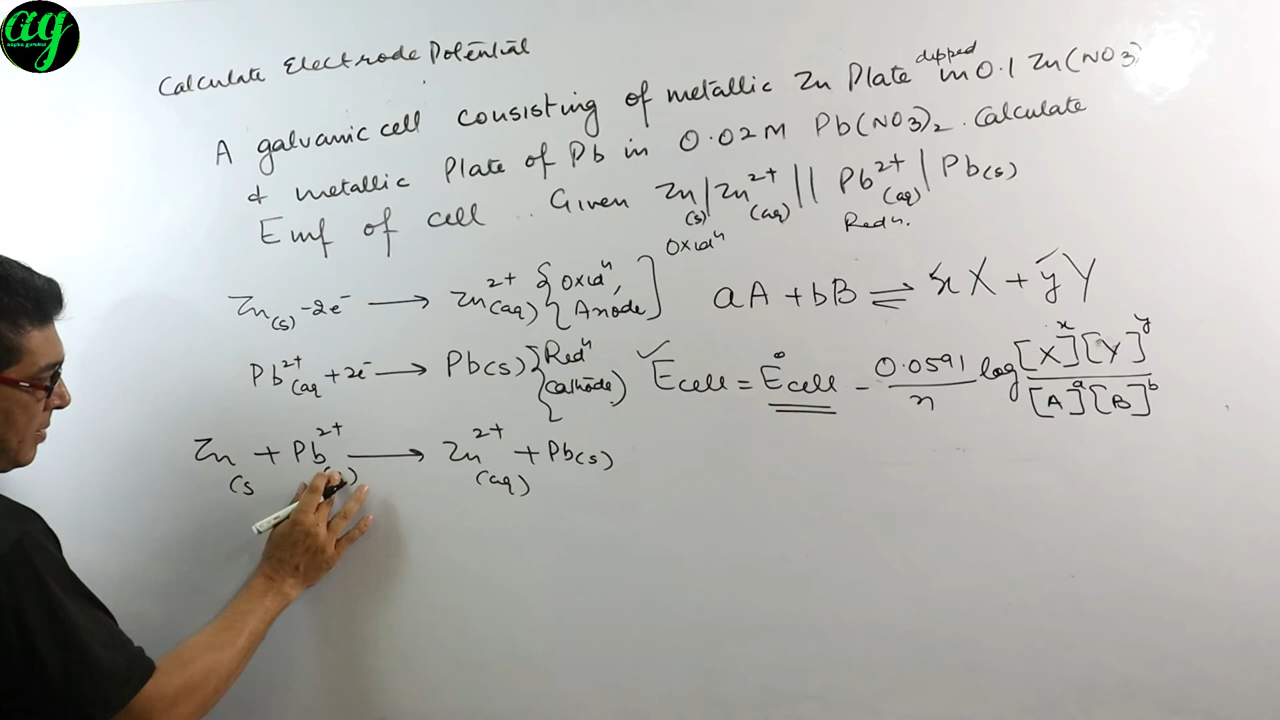 ag
aapka gurukul
Calculate Electrode Potential
A galvanic cell consisting of metallic Zn Plate dipped in 0.1 Zn(NO3)
& metallic Plate of Pb in 0.02M Pb(NO3)2. Calculate
Emf of cell. Given Zn(s)|Zn²⁺(aq)||Pb²⁺(aq)|Pb(s)
Oxidⁿ Redⁿ.
Zn(s) -2e⁻ ⟶ Zn²⁺(aq) { Oxidⁿ, Anode ]
aA + bB ⇌ xX + yY
Pb²⁺(aq +2e⁻ ⟶ Pb(s) { Redⁿ (Cathode)
✓Ecell = E°cell - 0.0591/n log [X]ˣ[Y]ʸ/[A]ᵃ[B]ᵇ
Zn(s + Pb²⁺ ⟶ Zn²⁺(aq) + Pb(s)